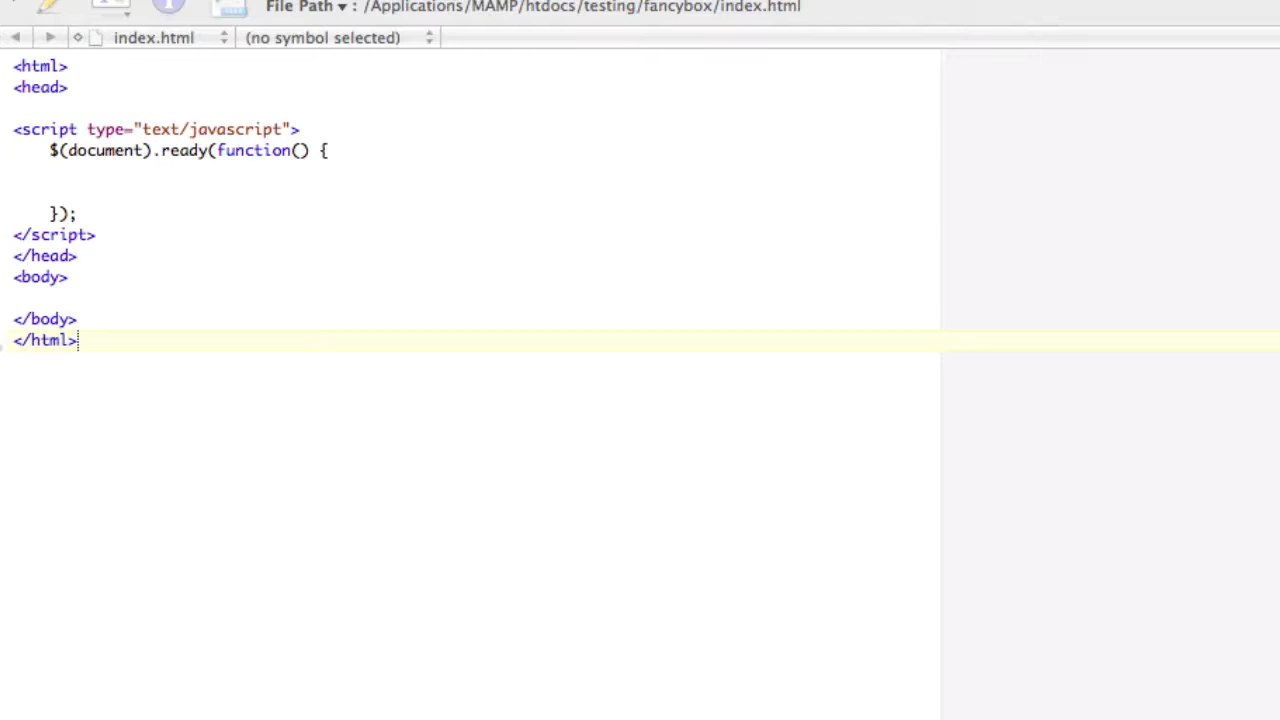 File Path ▾ : /Applications/MAMP/htdocs/testing/fancybox/index.html
index.html (no symbol selected)
<html>
<head>
<script type="text/javascript">
$(document).ready(function() {
});
</script>
</head>
<body>
</body>
</html>